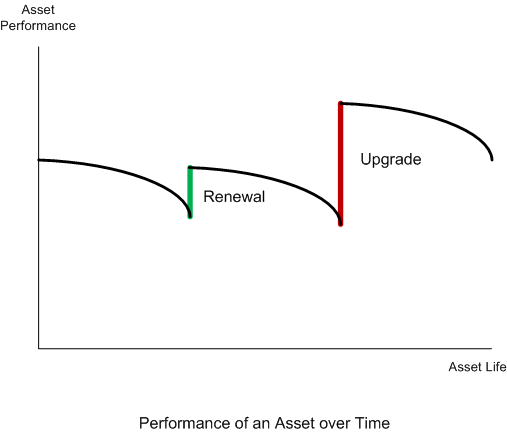 Asset
Performance
Upgrade
Renewal
Asset Life
Performance of an Asset over Time